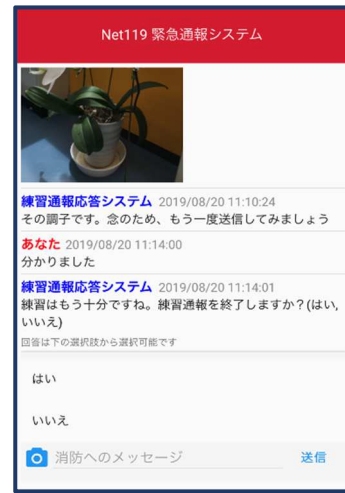 Net119 緊急通報システム
練習通報応答システム 2019/08/20 11:10:24
その調子です。念のため、もう一度送信してみましょう
あなた 2019/08/20 11:14:00
分かりました
練習通報応答システム 2019/08/20 11:14:01
練習はもう十分ですね。練習通報を終了しますか？(はい,
いいえ)
回答は下の選択肢から選択可能です
はい
いいえ
消防へのメッセージ 送信